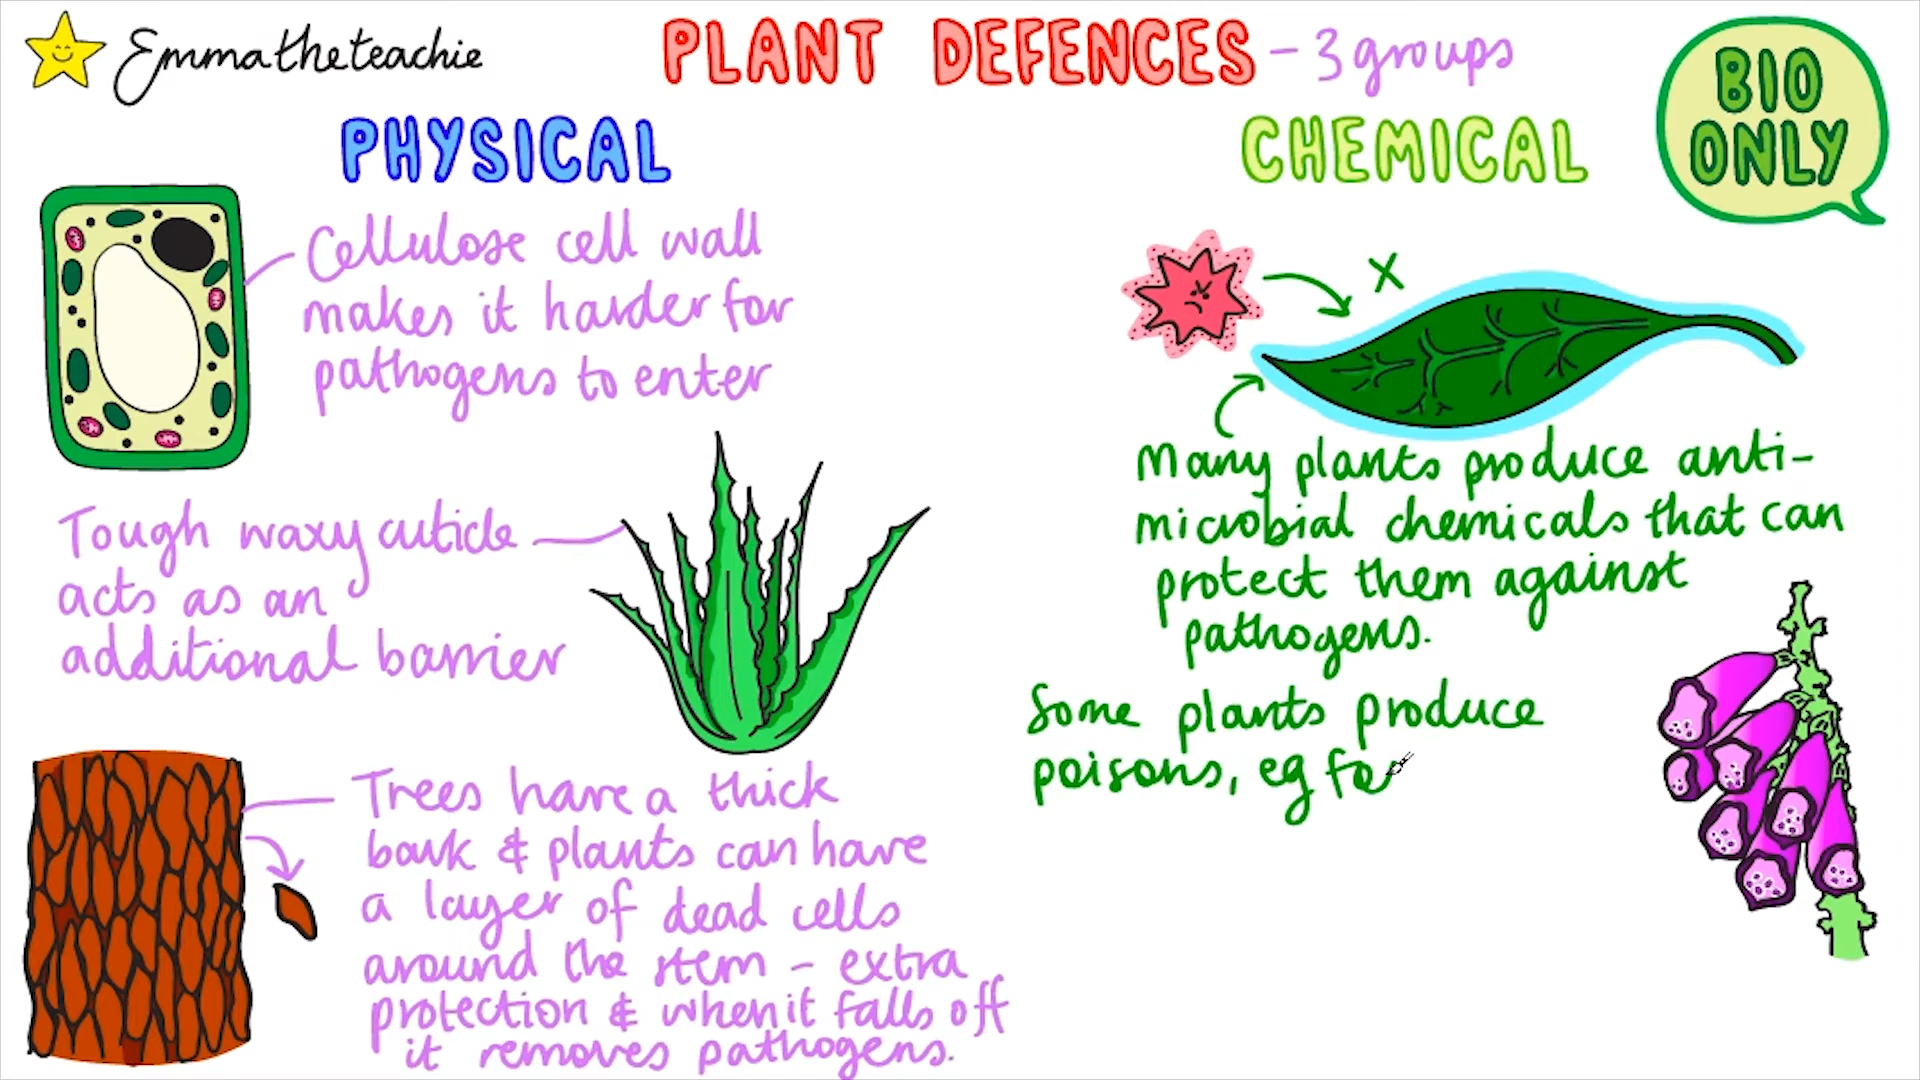 Emmatheteachie
PLANT DEFENCES - 3 groups
BIO
ONLY
PHYSICAL
Cellulose cell wall
makes it harder for
pathogens to enter
Tough waxy cuticle
acts as an
additional barrier
Trees have a thick
bark & plants can have
a layer of dead cells
around the stem - extra
protection & when it falls off
it removes pathogens.
CHEMICAL
X
Many plants produce anti-
microbial chemicals that can
protect them against
pathogens.
Some plants produce
poisons, eg fo